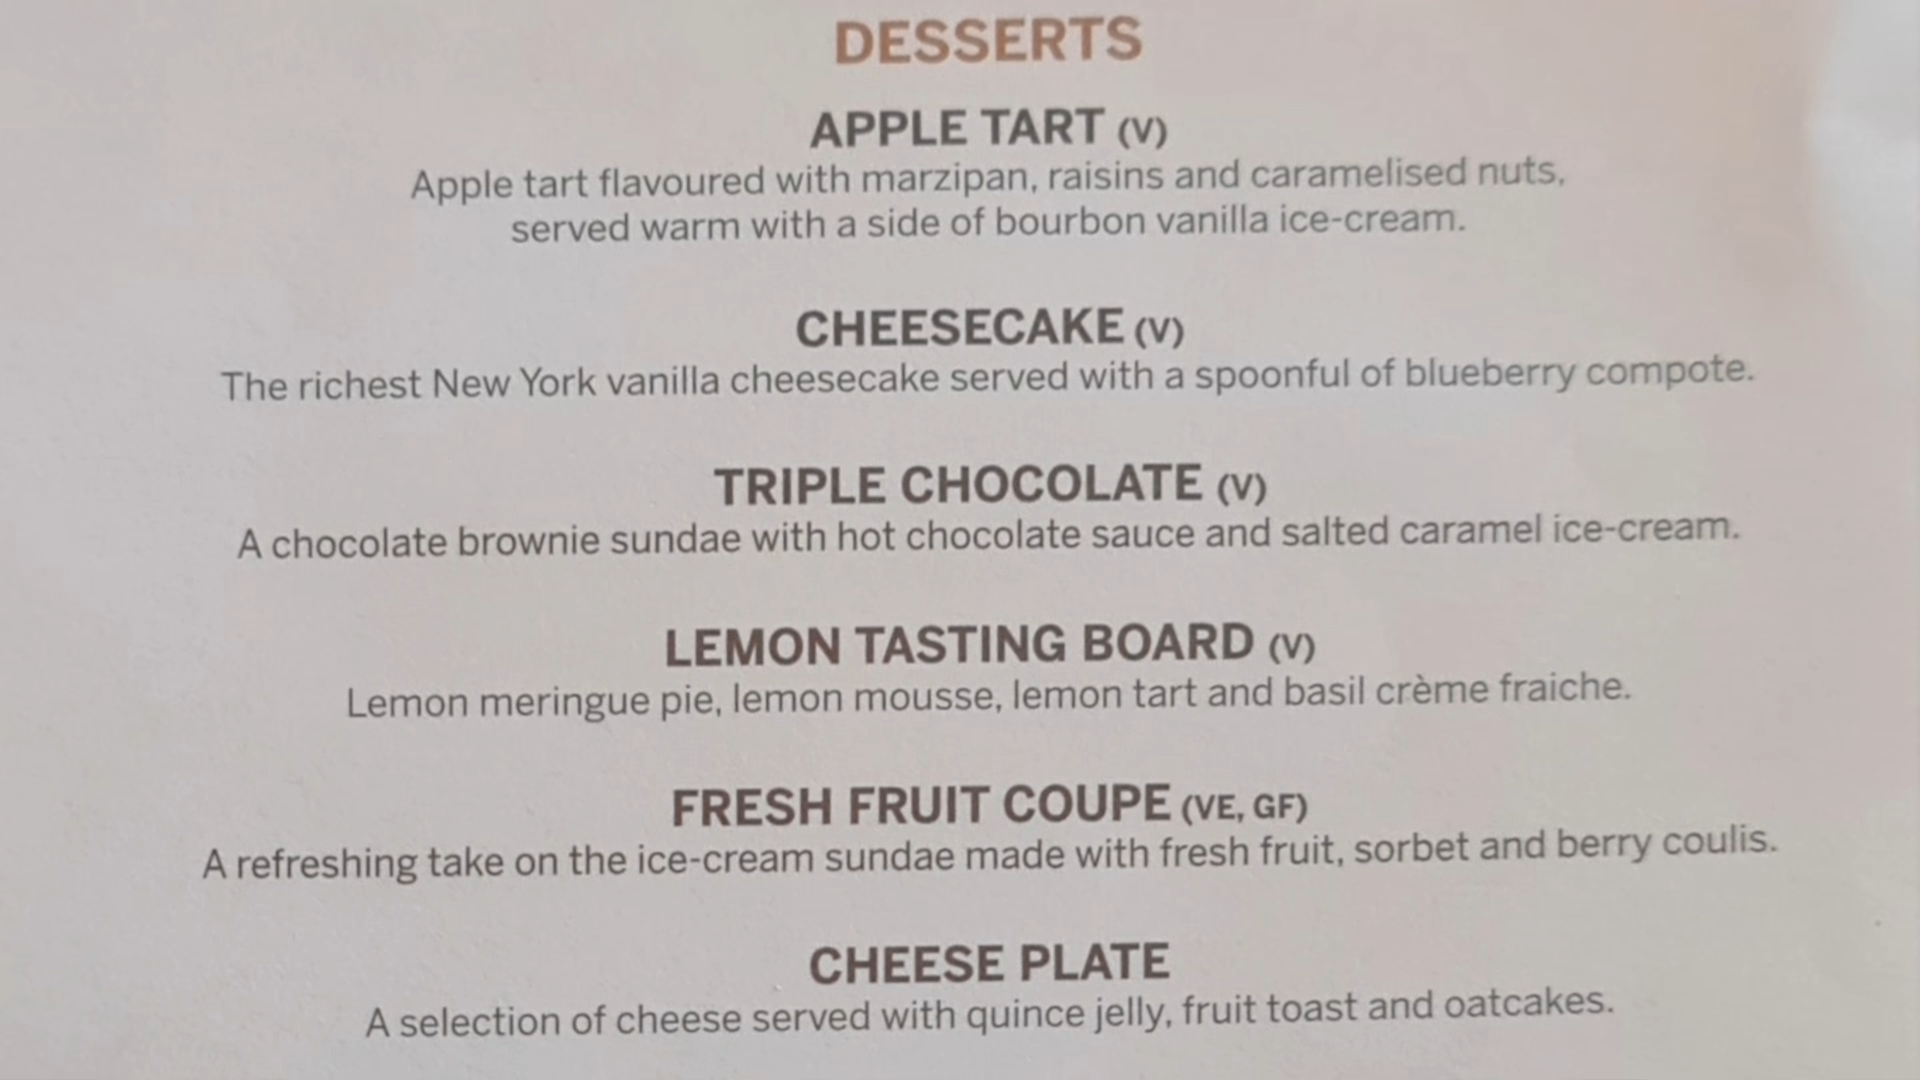 DESSERTS
APPLE TART (V)
Apple tart flavoured with marzipan, raisins and caramelised nuts,
served warm with a side of bourbon vanilla ice-cream.
CHEESECAKE (V)
The richest New York vanilla cheesecake served with a spoonful of blueberry compote.
TRIPLE CHOCOLATE (V)
A chocolate brownie sundae with hot chocolate sauce and salted caramel ice-cream.
LEMON TASTING BOARD (V)
Lemon meringue pie, lemon mousse, lemon tart and basil crème fraiche.
FRESH FRUIT COUPE (VE, GF)
A refreshing take on the ice-cream sundae made with fresh fruit, sorbet and berry coulis.
CHEESE PLATE
A selection of cheese served with quince jelly, fruit toast and oatcakes.